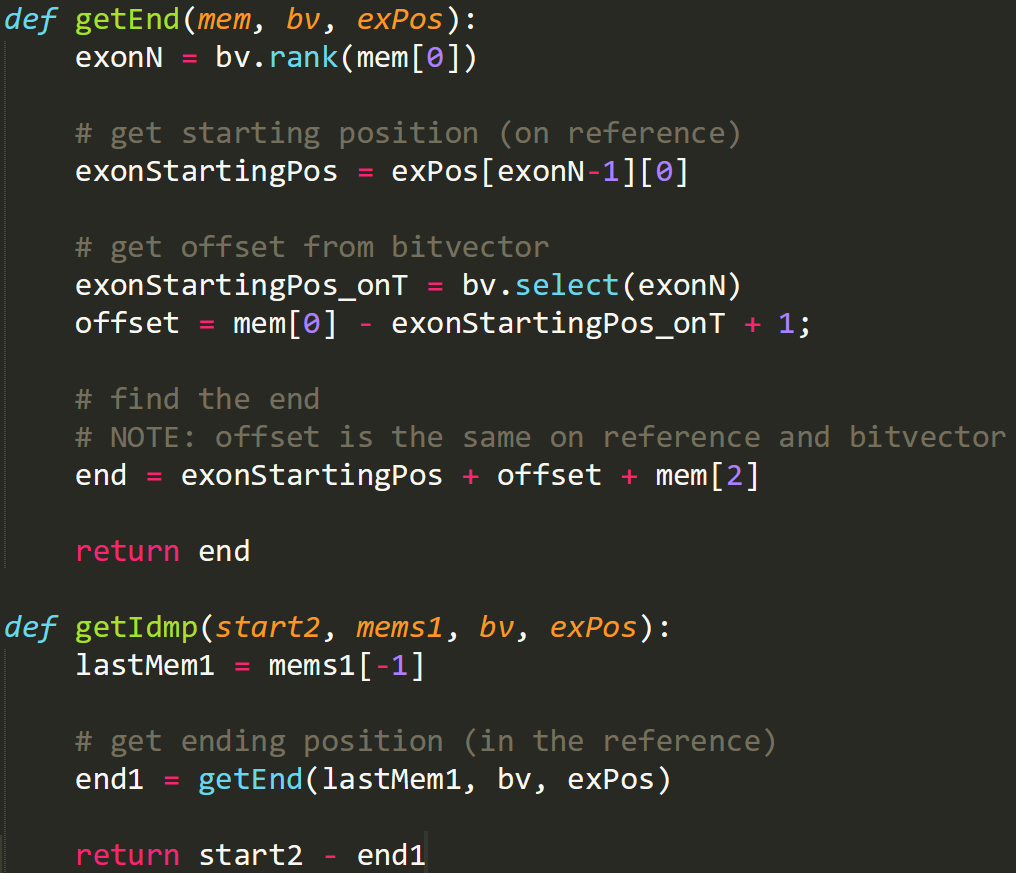 def getEnd(mem, bv, exPos):
    exonN = bv.rank(mem[0])
    # get starting position (on reference)
    exonStartingPos = exPos[exonN-1][0]
    # get offset from bitvector
    exonStartingPos_onT = bv.select(exonN)
    offset = mem[0] - exonStartingPos_onT + 1;
    # find the end
    # NOTE: offset is the same on reference and bitvector
    end = exonStartingPos + offset + mem[2]
    return end
def getIdmp(start2, mems1, bv, exPos):
    lastMem1 = mems1[-1]
    # get ending position (in the reference)
    end1 = getEnd(lastMem1, bv, exPos)
    return start2 - end1